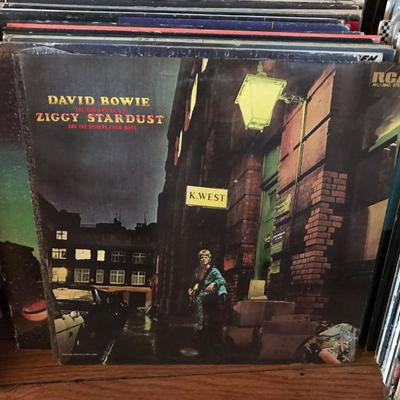 DAVID BOWIE
THE RISE AND FALL OF
ZIGGY STARDUST
AND THE SPIDERS FROM MARS
RCA
K.WEST